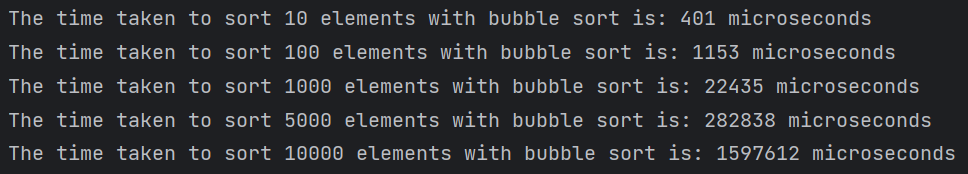 The time taken to sort 10 elements with bubble sort is: 401 microseconds
The time taken to sort 100 elements with bubble sort is: 1153 microseconds
The time taken to sort 1000 elements with bubble sort is: 22435 microseconds
The time taken to sort 5000 elements with bubble sort is: 282838 microseconds
The time taken to sort 10000 elements with bubble sort is: 1597612 microseconds